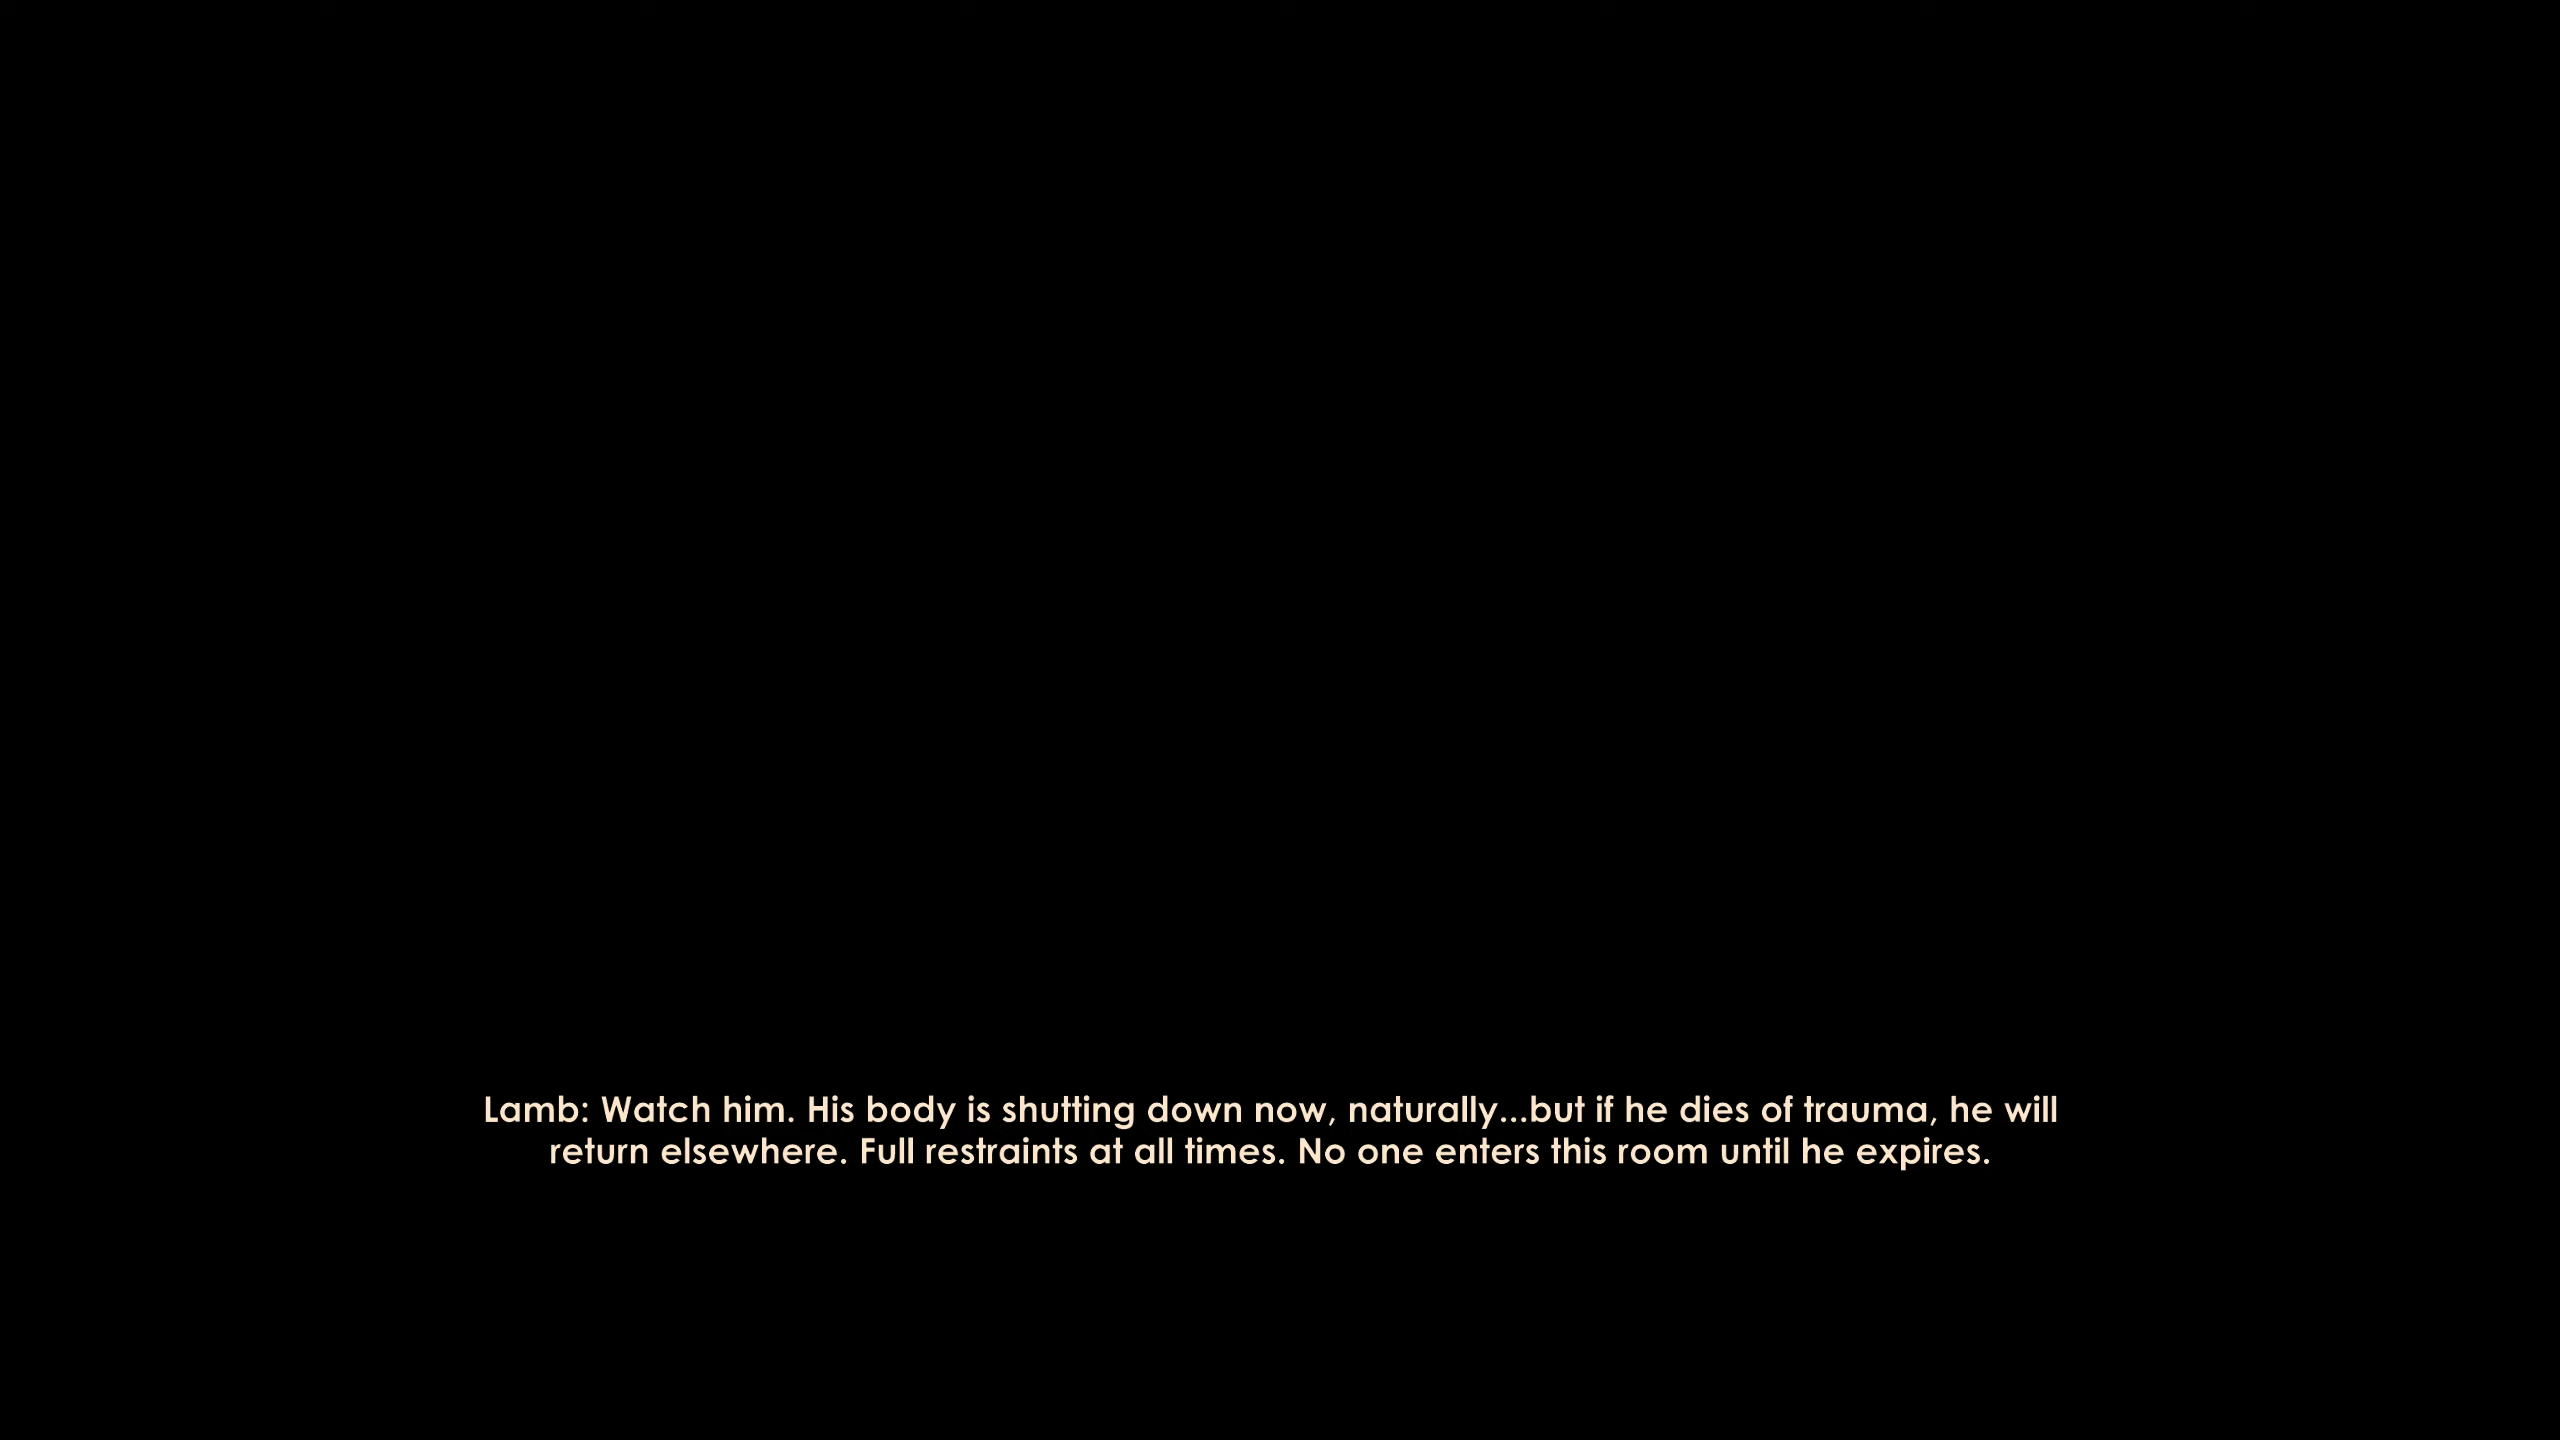 Lamb: Watch him. His body is shutting down now, naturally...but if he dies of trauma, he will
return elsewhere. Full restraints at all times. No one enters this room until he expires.